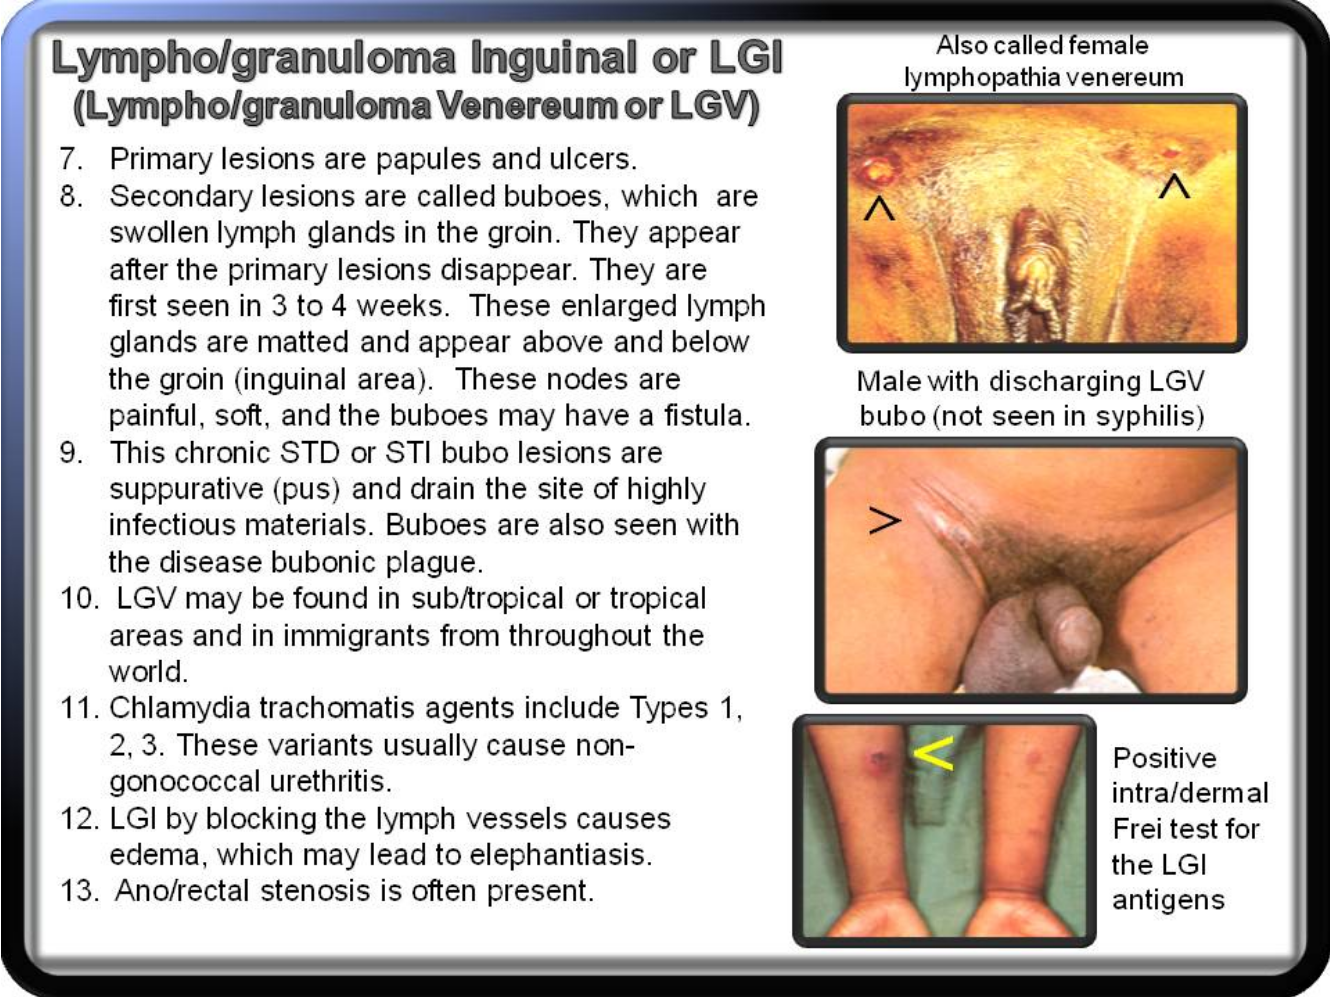 Lympho/granuloma Inguinal or LGI
(Lympho/granuloma Venereum or LGV)
7. Primary lesions are papules and ulcers.
8. Secondary lesions are called buboes, which are
swollen lymph glands in the groin. They appear
after the primary lesions disappear. They are
first seen in 3 to 4 weeks. These enlarged lymph
glands are matted and appear above and below
the groin (inguinal area). These nodes are
painful, soft, and the buboes may have a fistula.
9. This chronic STD or STI bubo lesions are
suppurative (pus) and drain the site of highly
infectious materials. Buboes are also seen with
the disease bubonic plague.
10. LGV may be found in sub/tropical or tropical
areas and in immigrants from throughout the
world.
11. Chlamydia trachomatis agents include Types 1,
2, 3. These variants usually cause non-
gonococcal urethritis.
12. LGI by blocking the lymph vessels causes
edema, which may lead to elephantiasis.
13. Ano/rectal stenosis is often present.
Also called female
lymphopathia venereum
Male with discharging LGV
bubo (not seen in syphilis)
Positive
intra/dermal
Frei test for
the LGI
antigens